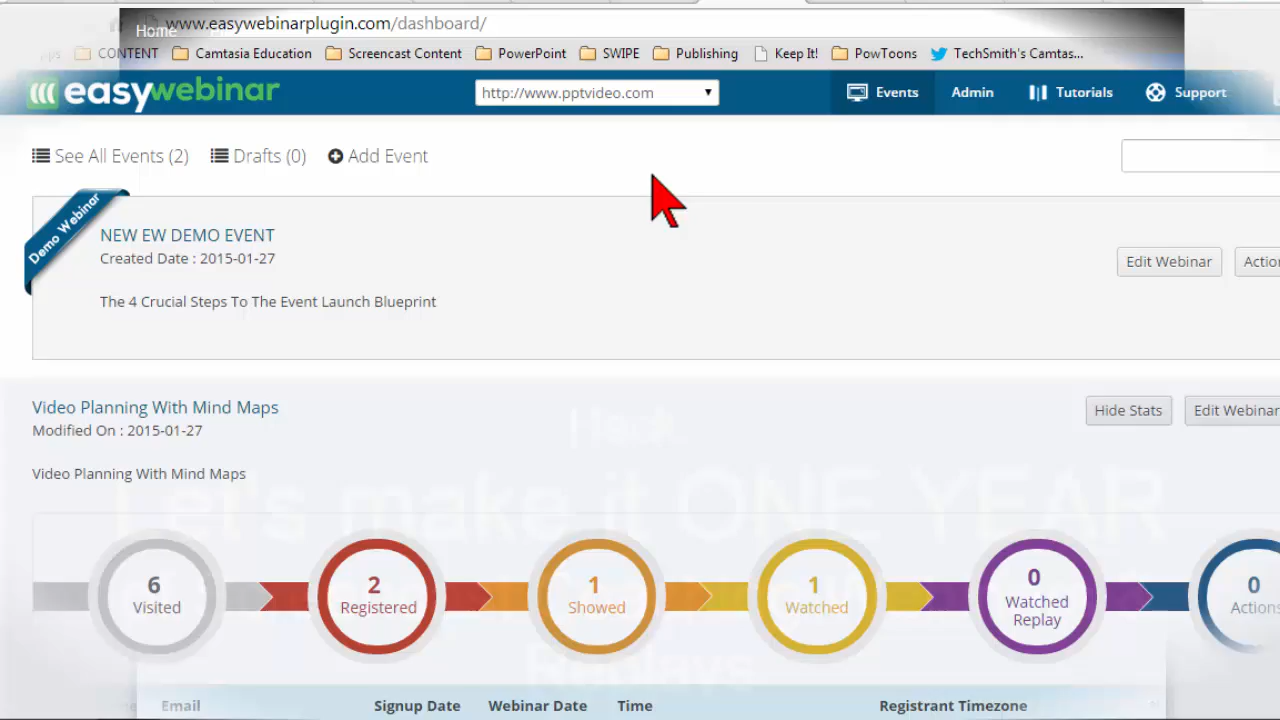 www.easywebinarplugin.com/dashboard/
Home
CONTENT Camtasia Education Screencast Content PowerPoint SWIPE Publishing Keep It! PowToons TechSmith's Camtas...
easywebinar http://www.pptvideo.com Events Admin Tutorials Support
See All Events (2) Drafts (0) Add Event
Demo Webinar
NEW EW DEMO EVENT
Created Date : 2015-01-27
Edit Webinar Action
The 4 Crucial Steps To The Event Launch Blueprint
Video Planning With Mind Maps
Hide Stats Edit Webinar
Modified On : 2015-01-27
Heck,
Video Planning With Mind Maps
Let's make it ONE YEAR
6 Visited
2 Registered
1 Showed
1 Watched
0 Watched Replay
0 Actions
Email Signup Date Webinar Date Time Registrant Timezone